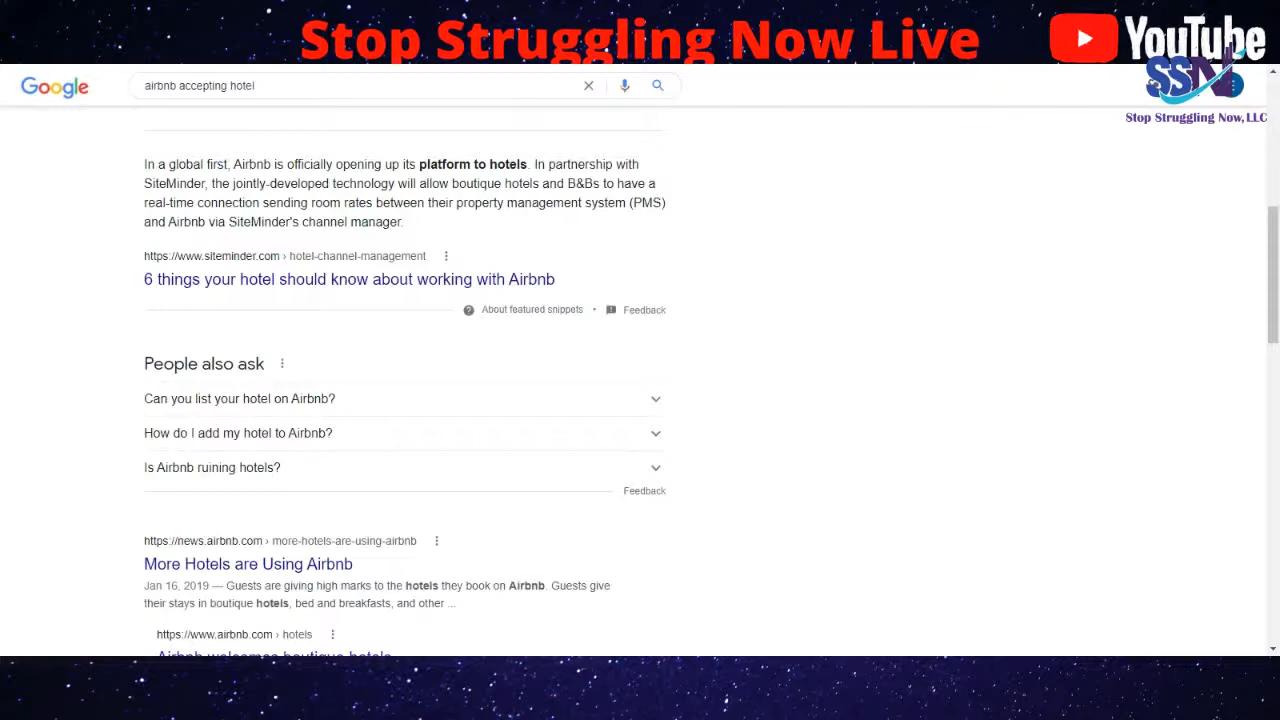 Stop Struggling Now Live
YouTube
SSN
Stop Struggling Now, LLC
Google
airbnb accepting hotel
In a global first, Airbnb is officially opening up its platform to hotels. In partnership with
SiteMinder, the jointly-developed technology will allow boutique hotels and B&Bs to have a
real-time connection sending room rates between their property management system (PMS)
and Airbnb via SiteMinder's channel manager.
https://www.siteminder.com › hotel-channel-management
6 things your hotel should know about working with Airbnb
About featured snippets • Feedback
People also ask
Can you list your hotel on Airbnb?
How do I add my hotel to Airbnb?
Is Airbnb ruining hotels?
Feedback
https://news.airbnb.com › more-hotels-are-using-airbnb
More Hotels are Using Airbnb
Jan 16, 2019 — Guests are giving high marks to the hotels they book on Airbnb. Guests give
their stays in boutique hotels, bed and breakfasts, and other ...
https://www.airbnb.com › hotels
Airbnb welcomes boutique hotels